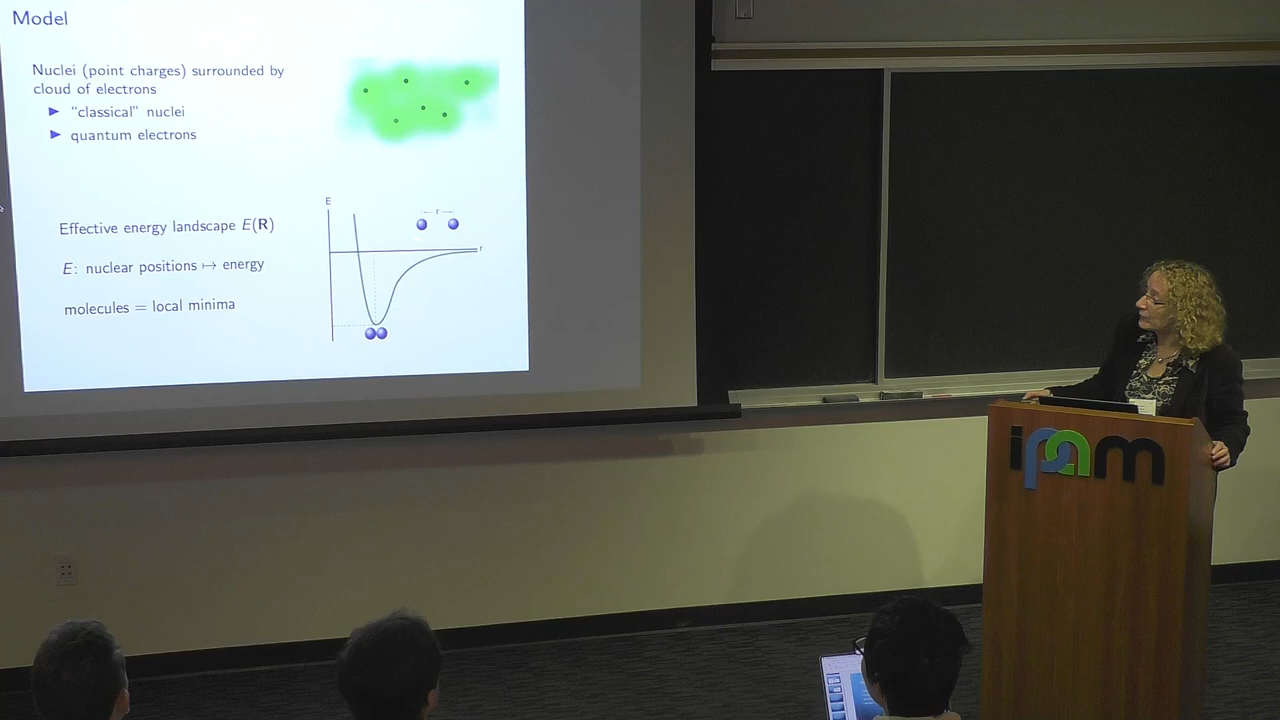 Model
Nuclei (point charges) surrounded by
cloud of electrons
► "classical" nuclei
► quantum electrons
E
r
r
Effective energy landscape E(R)
E: nuclear positions ↦ energy
molecules = local minima
ipam